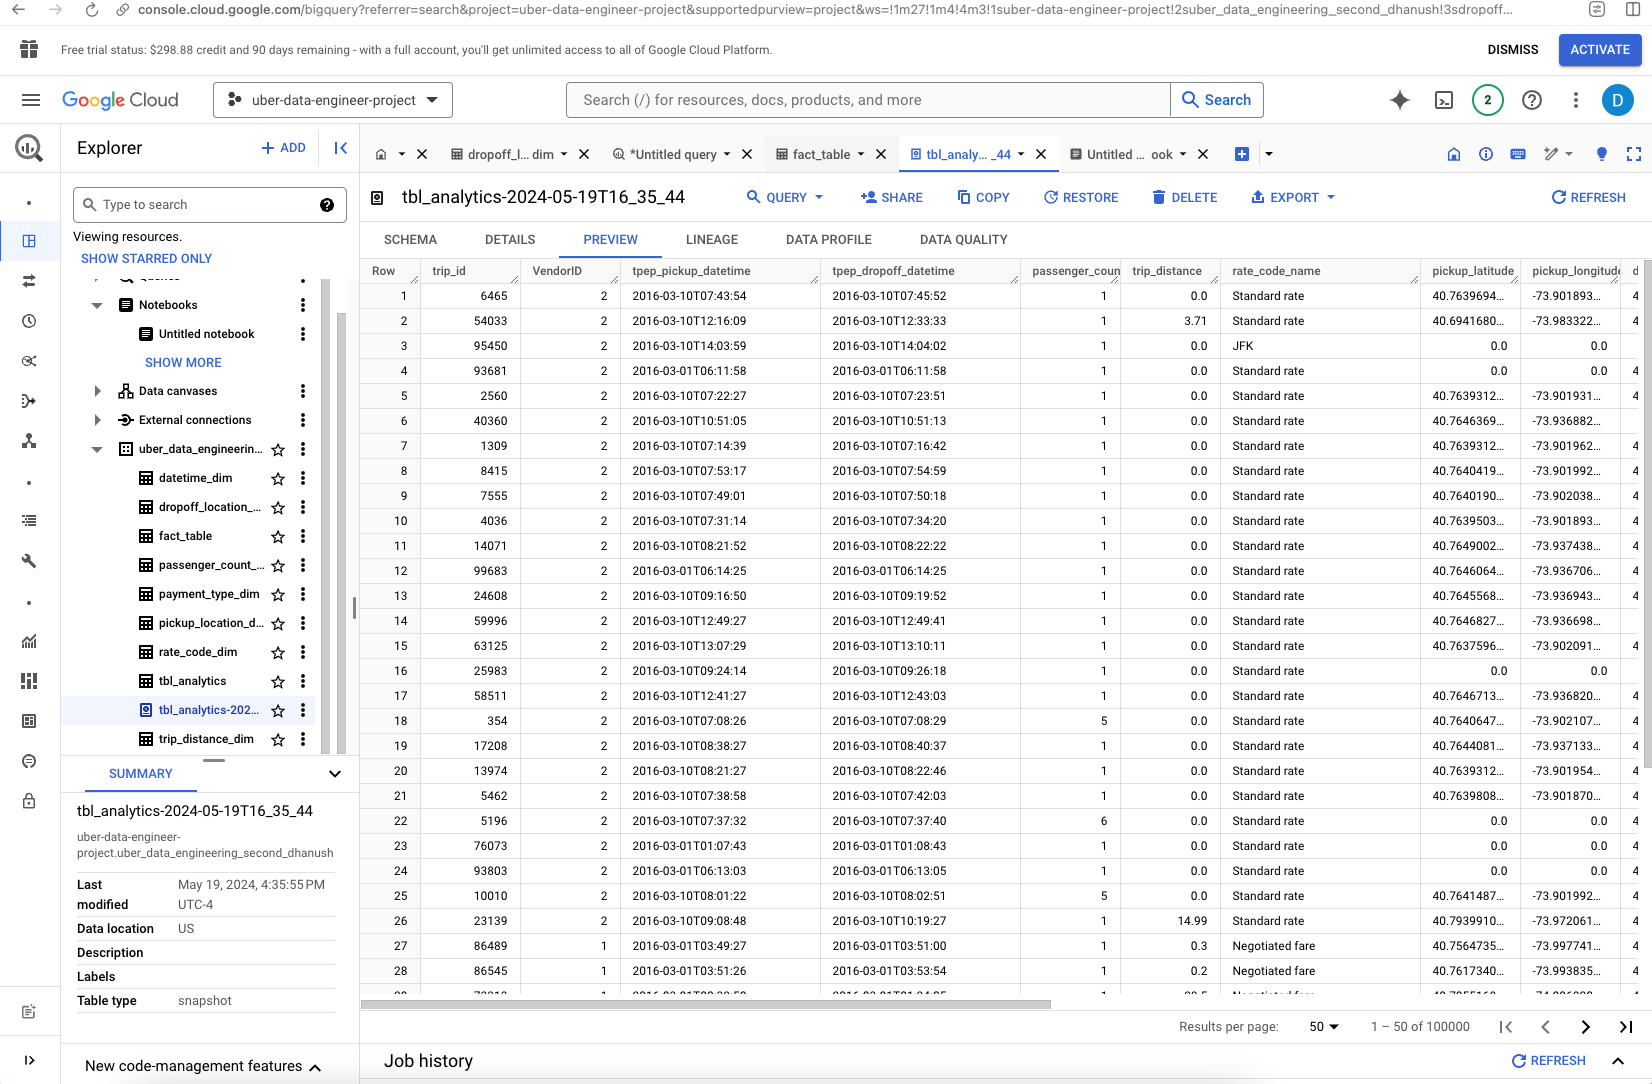 console.cloud.google.com/bigquery?referrer=search&project=uber-data-engineer-project&supportedpurview=project&ws=!1m27!1m4!4m3!1suber-data-engineer-project!2suber_data_engineering_second_dhanush!3sdropoff...
Free trial status: $298.88 credit and 90 days remaining - with a full account, you'll get unlimited access to all of Google Cloud Platform. DISMISS ACTIVATE
Google Cloud uber-data-engineer-project Search (/) for resources, docs, products, and more Search 2 D
Explorer + ADD
dropoff_l... dim *Untitled query fact_table tbl_analy... _44 Untitled ... ook
Type to search
Viewing resources.
SHOW STARRED ONLY
Notebooks
Untitled notebook
SHOW MORE
Data canvases
External connections
uber_data_engineerin...
datetime_dim
dropoff_location_...
fact_table
passenger_count_...
payment_type_dim
pickup_location_d...
rate_code_dim
tbl_analytics
tbl_analytics-202...
trip_distance_dim
SUMMARY
tbl_analytics-2024-05-19T16_35_44
uber-data-engineer-
project.uber_data_engineering_second_dhanush
Last modified May 19, 2024, 4:35:55 PM UTC-4
Data location US
Description
Labels
Table type snapshot
New code-management features
tbl_analytics-2024-05-19T16_35_44 QUERY SHARE COPY RESTORE DELETE EXPORT REFRESH
SCHEMA DETAILS PREVIEW LINEAGE DATA PROFILE DATA QUALITY
Row trip_id VendorID tpep_pickup_datetime tpep_dropoff_datetime passenger_coun trip_distance rate_code_name pickup_latitude pickup_longitude d
1 6465 2 2016-03-10T07:43:54 2016-03-10T07:45:52 1 0.0 Standard rate 40.7639694... -73.901893... 4
2 54033 2 2016-03-10T12:16:09 2016-03-10T12:33:33 1 3.71 Standard rate 40.6941680... -73.983322... 4
3 95450 2 2016-03-10T14:03:59 2016-03-10T14:04:02 1 0.0 JFK 0.0 0.0
4 93681 2 2016-03-01T06:11:58 2016-03-01T06:11:58 1 0.0 Standard rate 0.0 0.0 4
5 2560 2 2016-03-10T07:22:27 2016-03-10T07:23:51 1 0.0 Standard rate 40.7639312... -73.901931... 4
6 40360 2 2016-03-10T10:51:05 2016-03-10T10:51:13 1 0.0 Standard rate 40.7646369... -73.936882... 4
7 1309 2 2016-03-10T07:14:39 2016-03-10T07:16:42 1 0.0 Standard rate 40.7639312... -73.901962... 4
8 8415 2 2016-03-10T07:53:17 2016-03-10T07:54:59 1 0.0 Standard rate 40.7640419... -73.901992... 4
9 7555 2 2016-03-10T07:49:01 2016-03-10T07:50:18 1 0.0 Standard rate 40.7640190... -73.902038... 4
10 4036 2 2016-03-10T07:31:14 2016-03-10T07:34:20 1 0.0 Standard rate 40.7639503... -73.901893... 4
11 14071 2 2016-03-10T08:21:52 2016-03-10T08:22:22 1 0.0 Standard rate 40.7649002... -73.937438... 4
12 99683 2 2016-03-01T06:14:25 2016-03-01T06:14:25 1 0.0 Standard rate 40.7646064... -73.936706... 4
13 24608 2 2016-03-10T09:16:50 2016-03-10T09:19:52 1 0.0 Standard rate 40.7645568... -73.936943... 4
14 59996 2 2016-03-10T12:49:27 2016-03-10T12:49:41 1 0.0 Standard rate 40.7646827... -73.936698...
15 63125 2 2016-03-10T13:07:29 2016-03-10T13:10:11 1 0.0 Standard rate 40.7637596... -73.902091... 4
16 25983 2 2016-03-10T09:24:14 2016-03-10T09:26:18 1 0.0 Standard rate 0.0 0.0 4
17 58511 2 2016-03-10T12:41:27 2016-03-10T12:43:03 1 0.0 Standard rate 40.7646713... -73.936820... 4
18 354 2 2016-03-10T07:08:26 2016-03-10T07:08:29 5 0.0 Standard rate 40.7640647... -73.902107... 4
19 17208 2 2016-03-10T08:38:27 2016-03-10T08:40:37 1 0.0 Standard rate 40.7644081... -73.937133... 4
20 13974 2 2016-03-10T08:21:27 2016-03-10T08:22:46 1 0.0 Standard rate 40.7639312... -73.901954... 4
21 5462 2 2016-03-10T07:38:58 2016-03-10T07:42:03 1 0.0 Standard rate 40.7639808... -73.901870... 4
22 5196 2 2016-03-10T07:37:32 2016-03-10T07:37:40 6 0.0 Standard rate 0.0 0.0 4
23 76073 2 2016-03-01T01:07:43 2016-03-01T01:08:43 1 0.0 Standard rate 0.0 0.0 4
24 93803 2 2016-03-01T06:13:03 2016-03-01T06:13:05 1 0.0 Standard rate 0.0 0.0 4
25 10010 2 2016-03-10T08:01:22 2016-03-10T08:02:51 5 0.0 Standard rate 40.7641487... -73.901992... 4
26 23139 2 2016-03-10T09:08:48 2016-03-10T10:19:27 1 14.99 Standard rate 40.7939910... -73.972061... 4
27 86489 1 2016-03-01T03:49:27 2016-03-01T03:51:00 1 0.3 Negotiated fare 40.7564735... -73.997741... 4
28 86545 1 2016-03-01T03:51:26 2016-03-01T03:53:54 1 0.2 Negotiated fare 40.7617340... -73.993835... 4
Results per page: 50 1 – 50 of 100000
Job history REFRESH